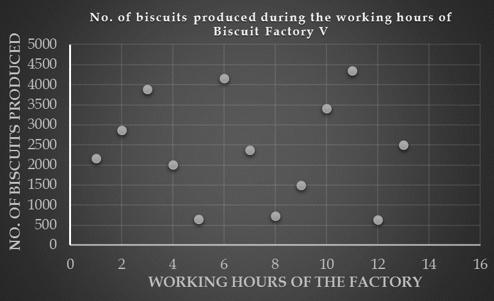 No. of biscuits produced during the working hours of
Biscuit Factory V
NO. OF BISCUITS PRODUCED
5000
4500
4000
3500
3000
2500
2000
1500
1000
500
0
0 2 4 6 8 10 12 14 16
WORKING HOURS OF THE FACTORY